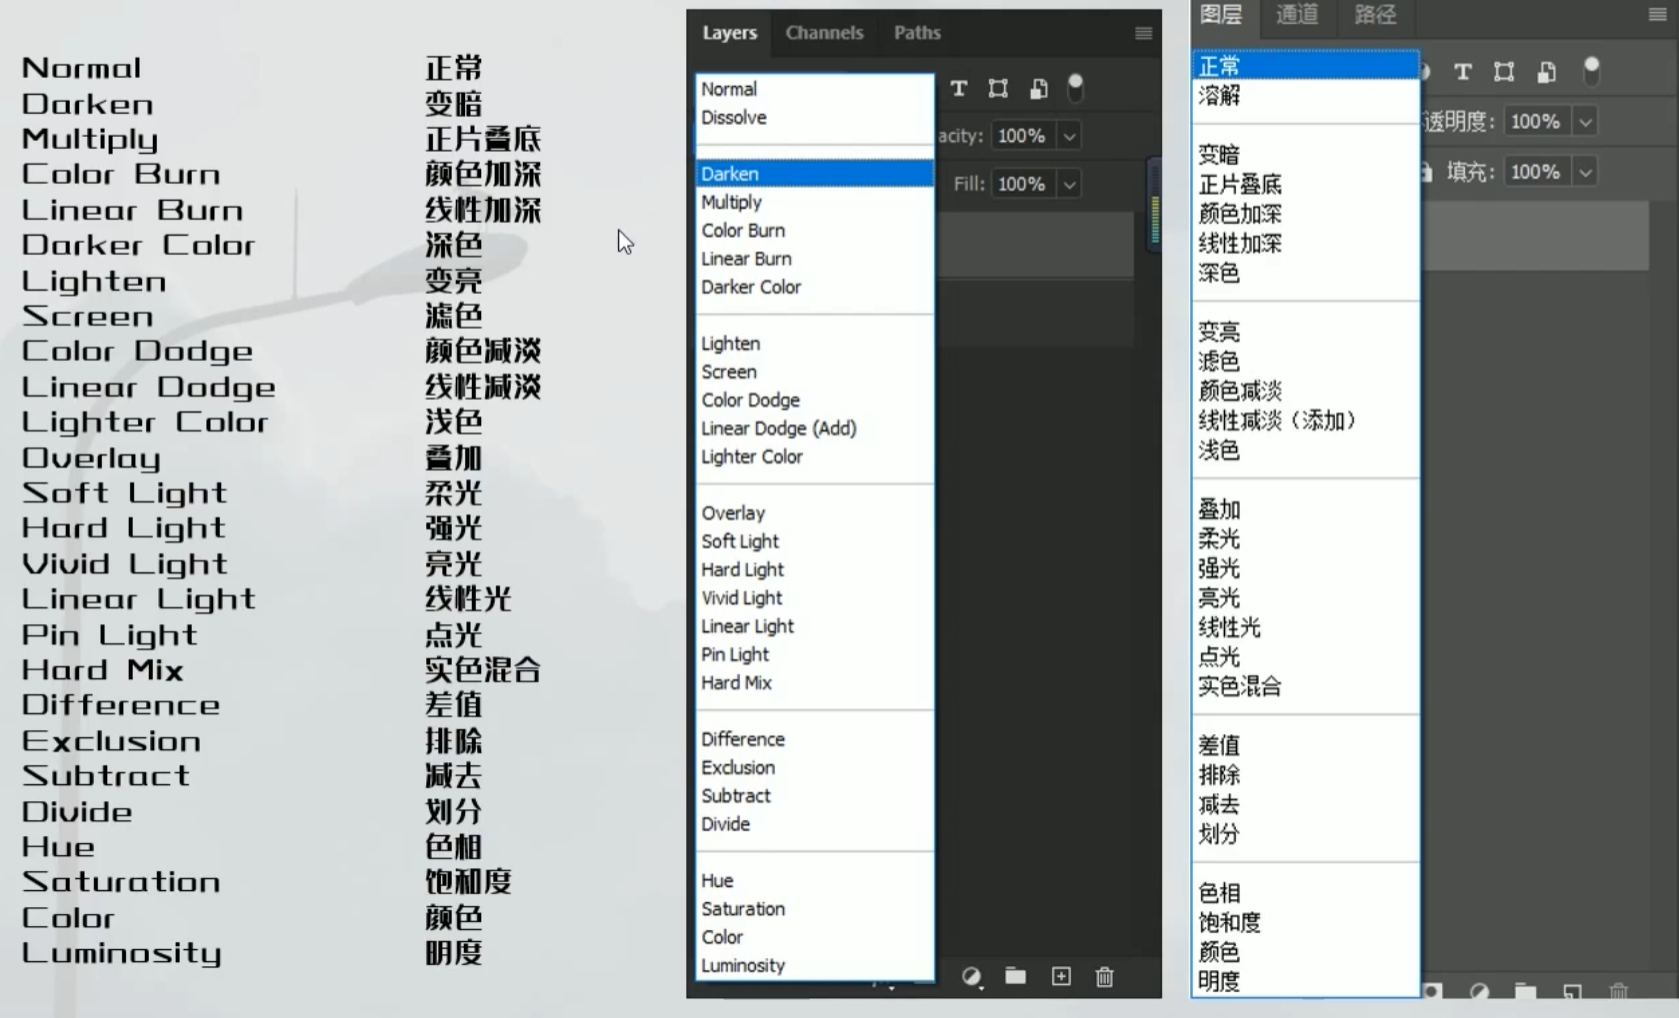 Normal 正常
Darken 变暗
Multiply 正片叠底
Color Burn 颜色加深
Linear Burn 线性加深
Darker Color 深色
Lighten 变亮
Screen 滤色
Color Dodge 颜色减淡
Linear Dodge 线性减淡
Lighter Color 浅色
Overlay 叠加
Soft Light 柔光
Hard Light 强光
Vivid Light 亮光
Linear Light 线性光
Pin Light 点光
Hard Mix 实色混合
Difference 差值
Exclusion 排除
Subtract 减去
Divide 划分
Hue 色相
Saturation 饱和度
Color 颜色
Luminosity 明度
Layers Channels Paths
Normal
Dissolve
acity: 100%
Darken
Fill: 100%
Multiply
Color Burn
Linear Burn
Darker Color
Lighten
Screen
Color Dodge
Linear Dodge (Add)
Lighter Color
Overlay
Soft Light
Hard Light
Vivid Light
Linear Light
Pin Light
Hard Mix
Difference
Exclusion
Subtract
Divide
Hue
Saturation
Color
Luminosity
图层 通道 路径
正常
溶解
透明度: 100%
变暗
填充: 100%
正片叠底
颜色加深
线性加深
深色
变亮
滤色
颜色减淡
线性减淡（添加）
浅色
叠加
柔光
强光
亮光
线性光
点光
实色混合
差值
排除
减去
划分
色相
饱和度
颜色
明度